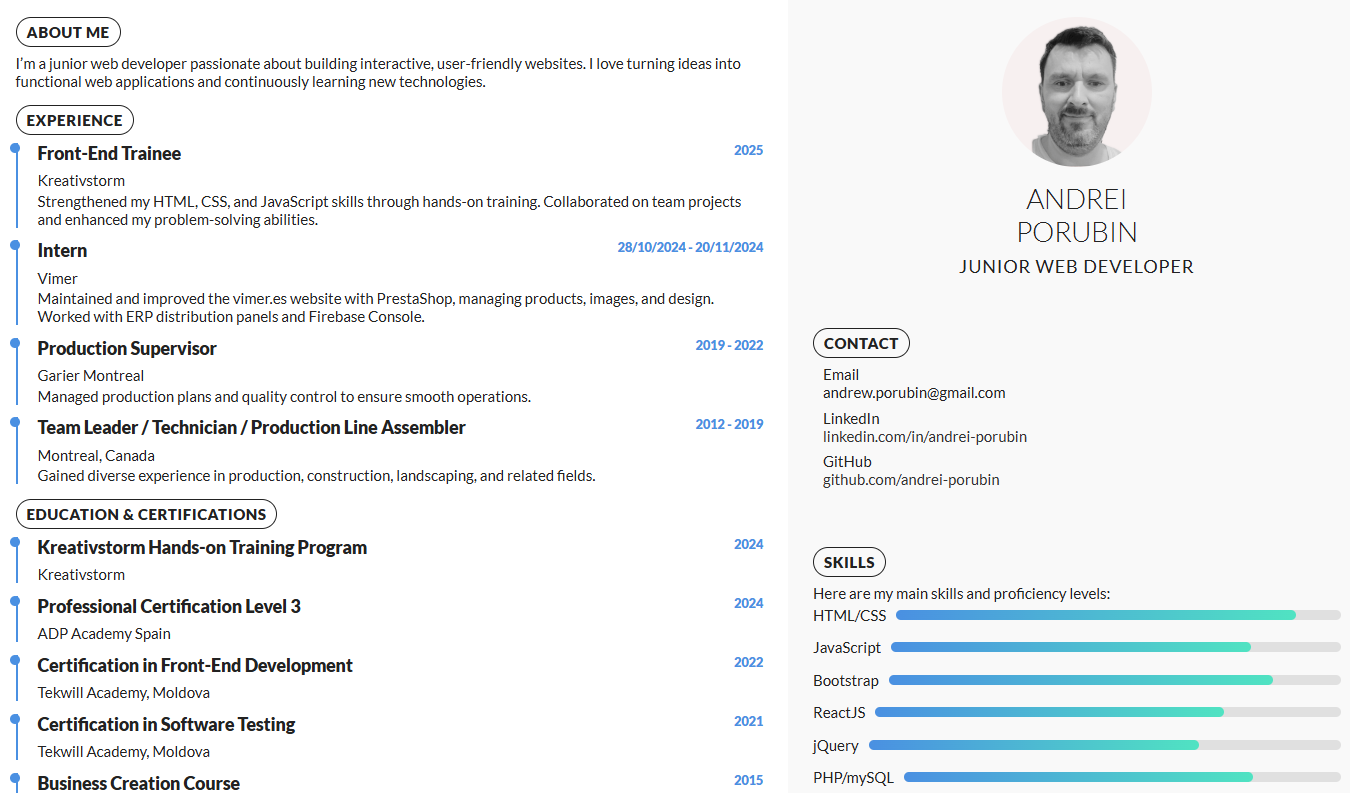 ABOUT ME
I'm a junior web developer passionate about building interactive, user-friendly websites. I love turning ideas into
functional web applications and continuously learning new technologies.
EXPERIENCE
Front-End Trainee
2025
Kreativstorm
Strengthened my HTML, CSS, and JavaScript skills through hands-on training. Collaborated on team projects
and enhanced my problem-solving abilities.
Intern
28/10/2024 - 20/11/2024
Vimer
Maintained and improved the vimer.es website with PrestaShop, managing products, images, and design.
Worked with ERP distribution panels and Firebase Console.
Production Supervisor
2019 - 2022
Garier Montreal
Managed production plans and quality control to ensure smooth operations.
Team Leader / Technician / Production Line Assembler
2012 - 2019
Montreal, Canada
Gained diverse experience in production, construction, landscaping, and related fields.
EDUCATION & CERTIFICATIONS
Kreativstorm Hands-on Training Program
2024
Kreativstorm
Professional Certification Level 3
2024
ADP Academy Spain
Certification in Front-End Development
2022
Tekwill Academy, Moldova
Certification in Software Testing
2021
Tekwill Academy, Moldova
Business Creation Course
2015
ANDREI
PORUBIN
JUNIOR WEB DEVELOPER
CONTACT
Email
andrew.porubin@gmail.com
LinkedIn
linkedin.com/in/andrei-porubin
GitHub
github.com/andrei-porubin
SKILLS
Here are my main skills and proficiency levels:
HTML/CSS
JavaScript
Bootstrap
ReactJS
jQuery
PHP/mySQL